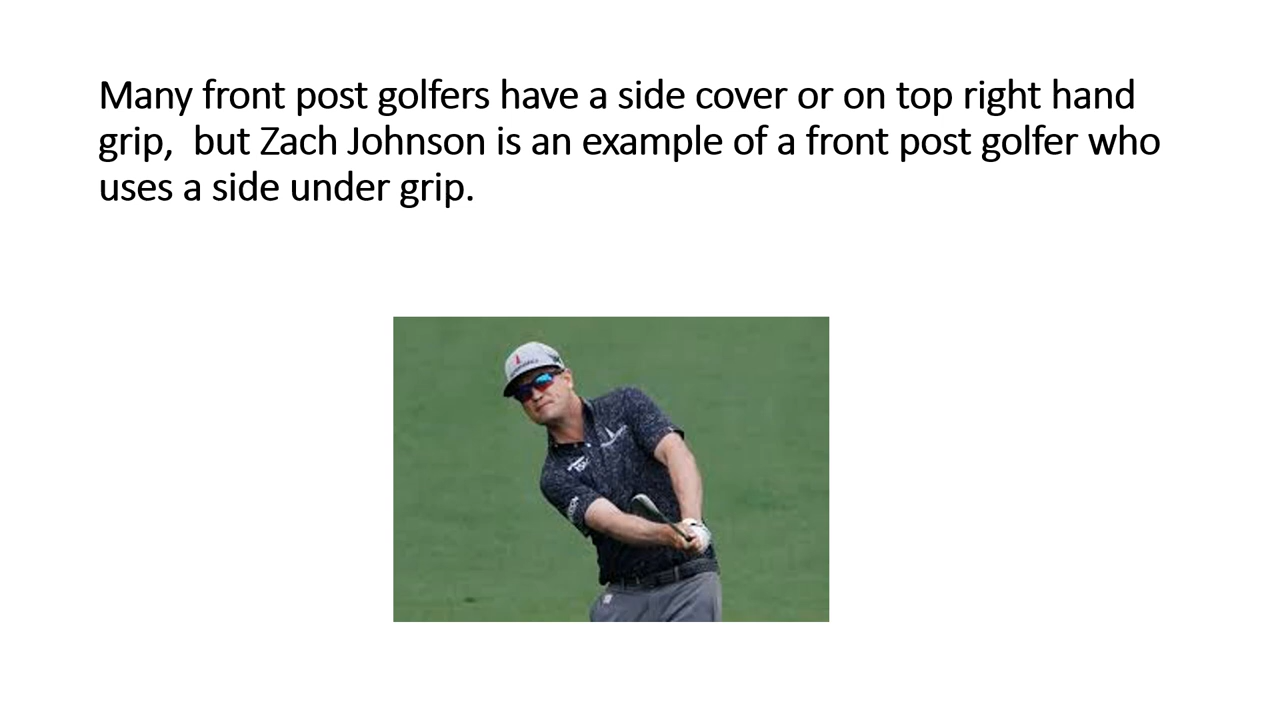 Many front post golfers have a side cover or on top right hand
grip,  but Zach Johnson is an example of a front post golfer who
uses a side under grip.